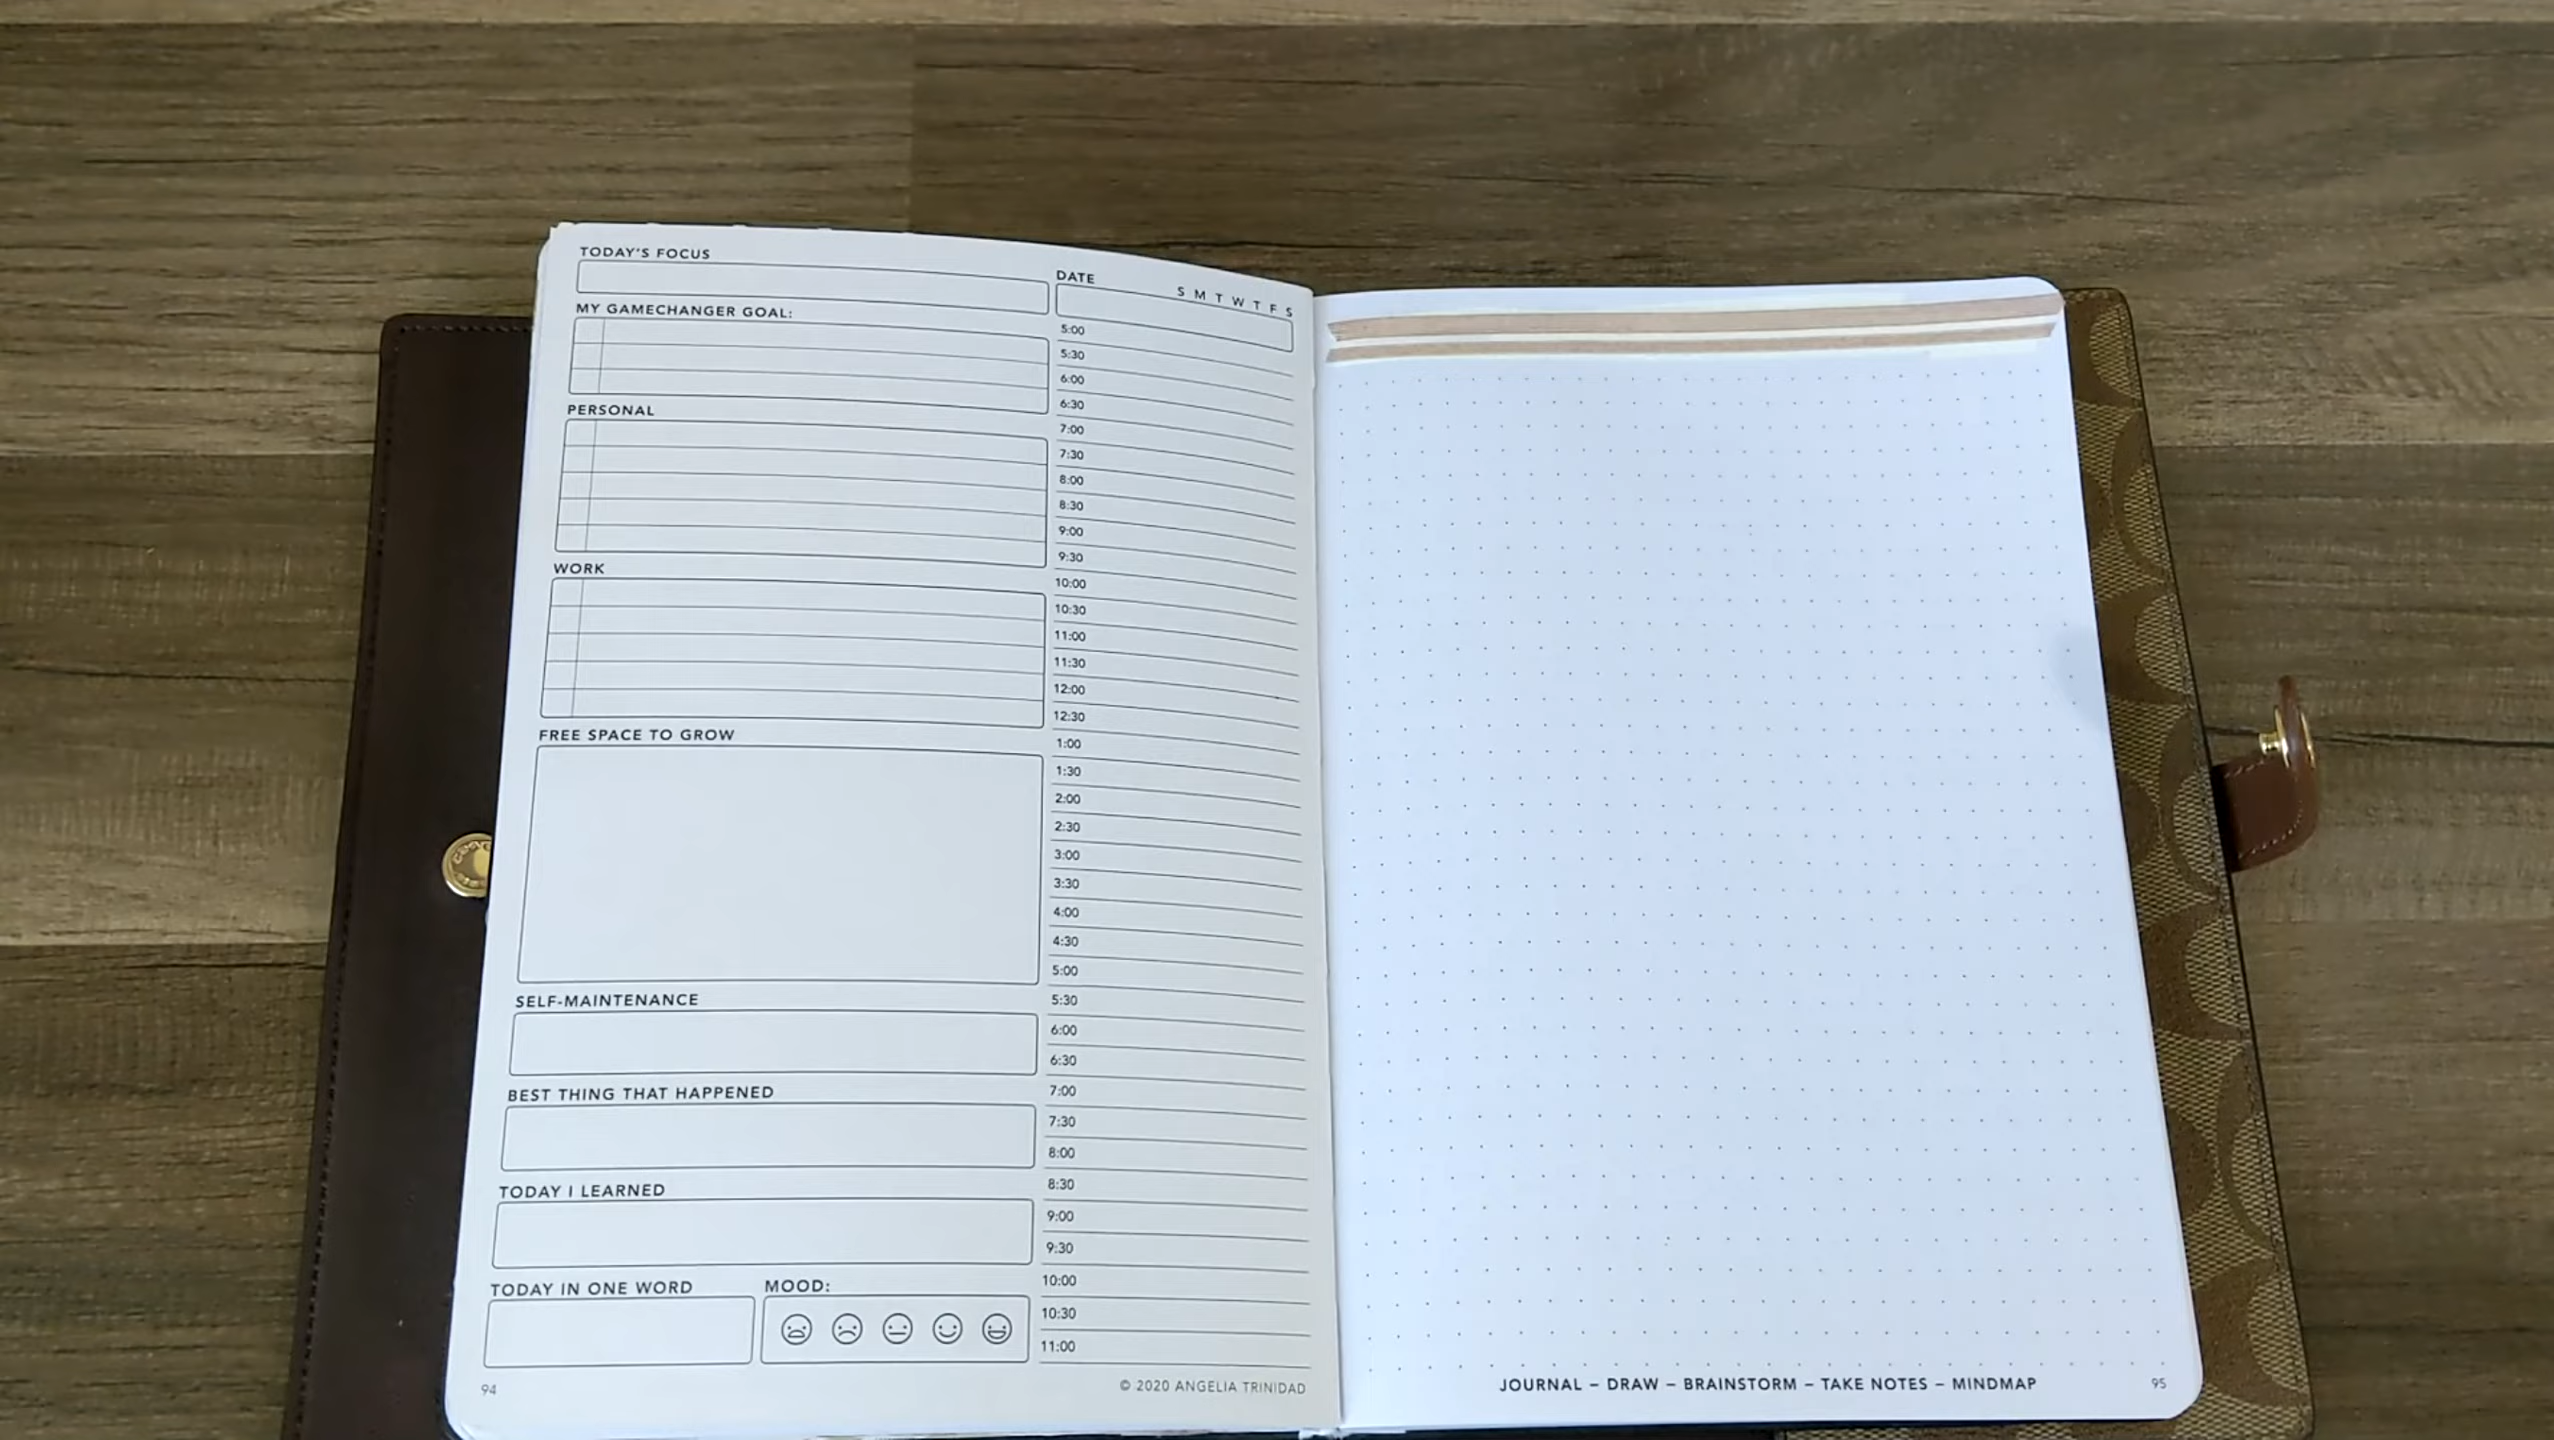 TODAY'S FOCUS
MY GAMECHANGER GOAL:
PERSONAL
WORK
FREE SPACE TO GROW
SELF-MAINTENANCE
BEST THING THAT HAPPENED
TODAY I LEARNED
TODAY IN ONE WORD
MOOD:
94
DATE
S M T W T F S
5:00
5:30
6:00
6:30
7:00
7:30
8:00
8:30
9:00
9:30
10:00
10:30
11:00
11:30
12:00
12:30
1:00
1:30
2:00
2:30
3:00
3:30
4:00
4:30
5:00
5:30
6:00
6:30
7:00
7:30
8:00
8:30
9:00
9:30
10:00
10:30
11:00
© 2020 ANGELIA TRINIDAD
JOURNAL – DRAW – BRAINSTORM – TAKE NOTES – MINDMAP
95